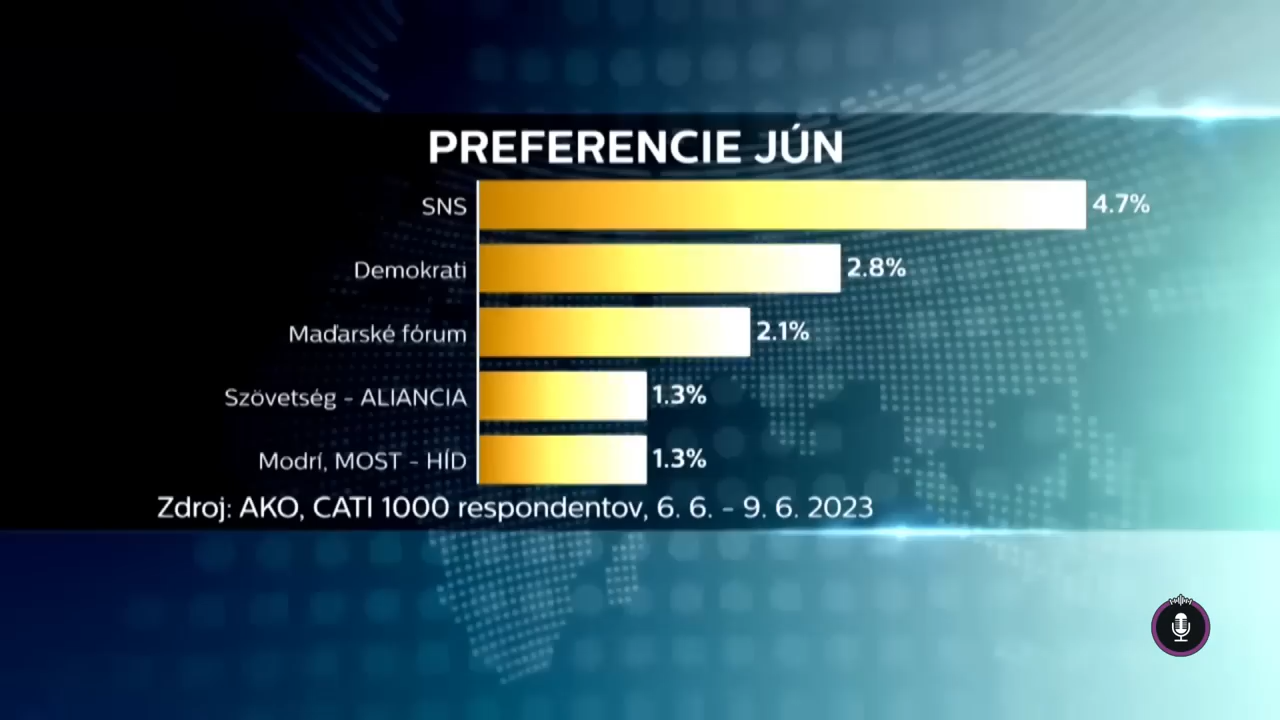 PREFERENCIE JÚN
SNS 4.7%
Demokrati 2.8%
Maďarské fórum 2.1%
Szövetség - ALIANCIA 1.3%
Modrí, MOST - HÍD 1.3%
Zdroj: AKO, CATI 1000 respondentov, 6. 6. - 9. 6. 2023